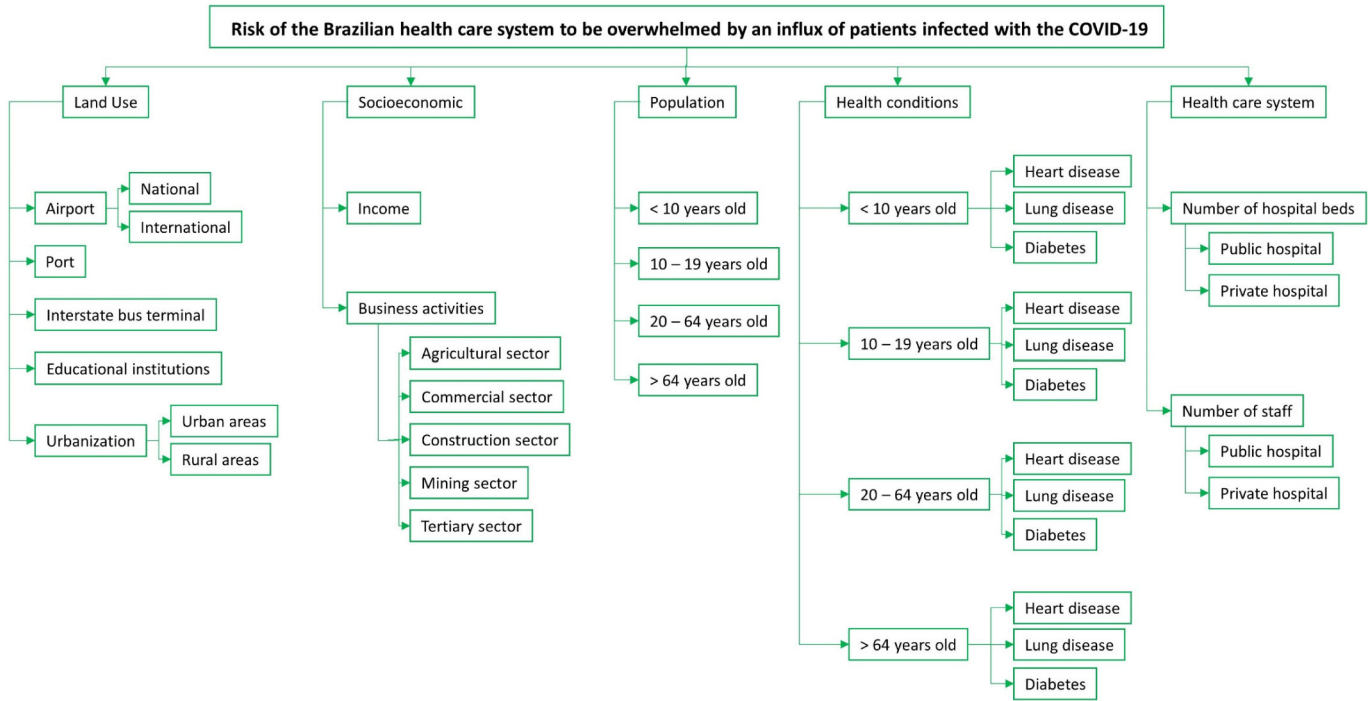 Risk of the Brazilian health care system to be overwhelmed by an influx of patients infected with the COVID-19
Land Use
Airport
National
International
Port
Interstate bus terminal
Educational institutions
Urbanization
Urban areas
Rural areas
Socioeconomic
Income
Business activities
Agricultural sector
Commercial sector
Construction sector
Mining sector
Tertiary sector
Population
< 10 years old
10 – 19 years old
20 – 64 years old
> 64 years old
Health conditions
< 10 years old
Heart disease
Lung disease
Diabetes
10 – 19 years old
Heart disease
Lung disease
Diabetes
20 – 64 years old
Heart disease
Lung disease
Diabetes
> 64 years old
Heart disease
Lung disease
Diabetes
Health care system
Number of hospital beds
Public hospital
Private hospital
Number of staff
Public hospital
Private hospital